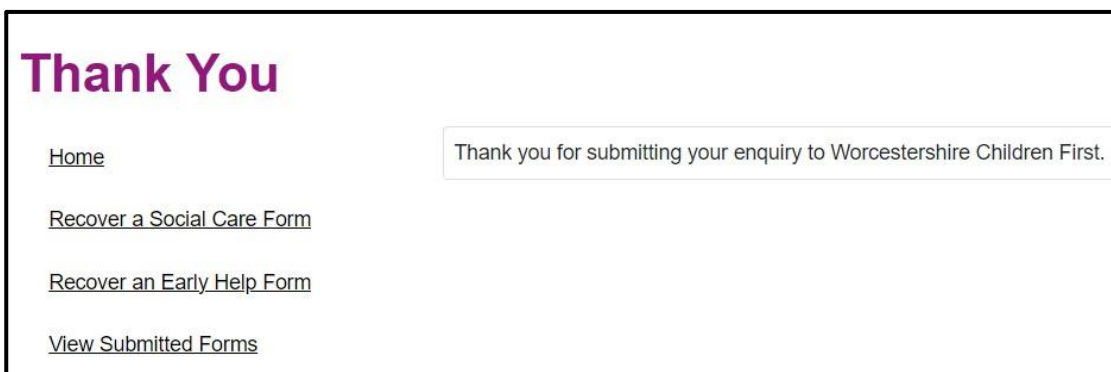 Thank You
Home
Thank you for submitting your enquiry to Worcestershire Children First.
Recover a Social Care Form
Recover an Early Help Form
View Submitted Forms